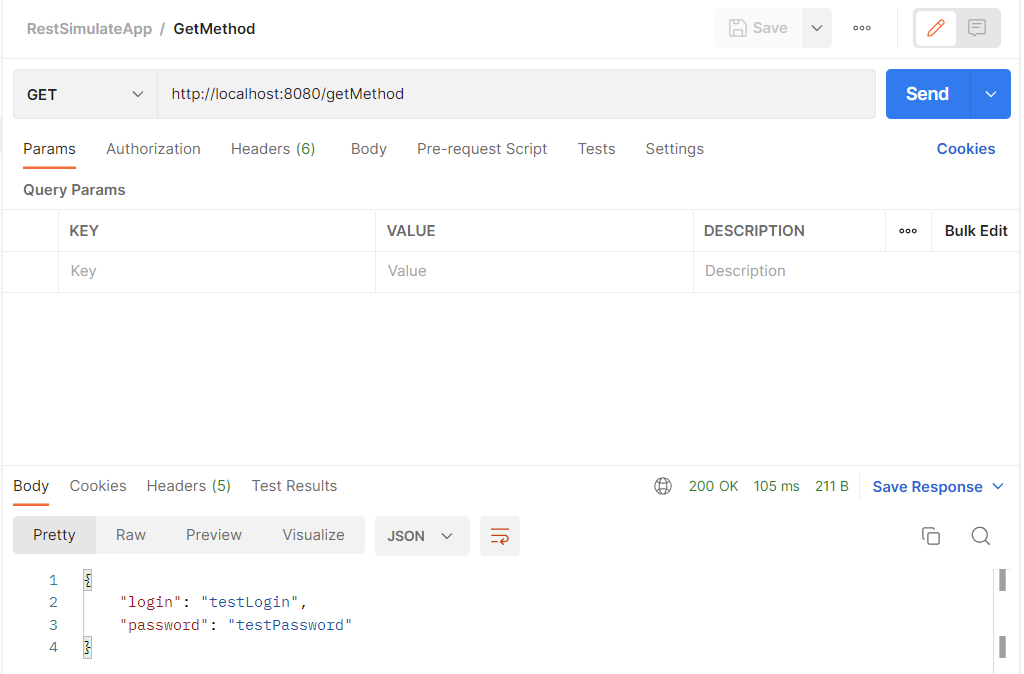 RestSimulateApp / GetMethod
Save
GET http://localhost:8080/getMethod Send
Params Authorization Headers (6) Body Pre-request Script Tests Settings Cookies
Query Params
KEY VALUE DESCRIPTION Bulk Edit
Key Value Description
Body Cookies Headers (5) Test Results 200 OK 105 ms 211 B Save Response
Pretty Raw Preview Visualize JSON
1 {
2 "login": "testLogin",
3 "password": "testPassword"
4 }